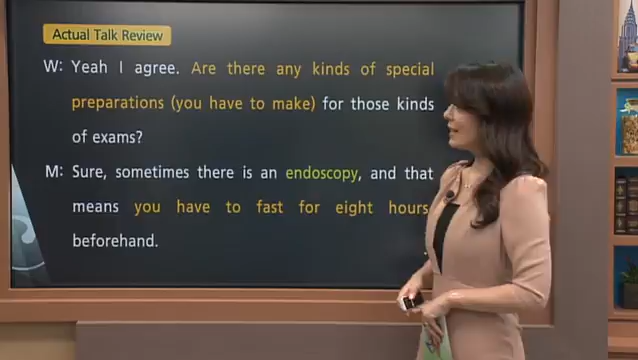 Actual Talk Review
W: Yeah I agree. Are there any kinds of special
preparations (you have to make) for those kinds
of exams?
M: Sure, sometimes there is an endoscopy, and that
means you have to fast for eight hours
beforehand.